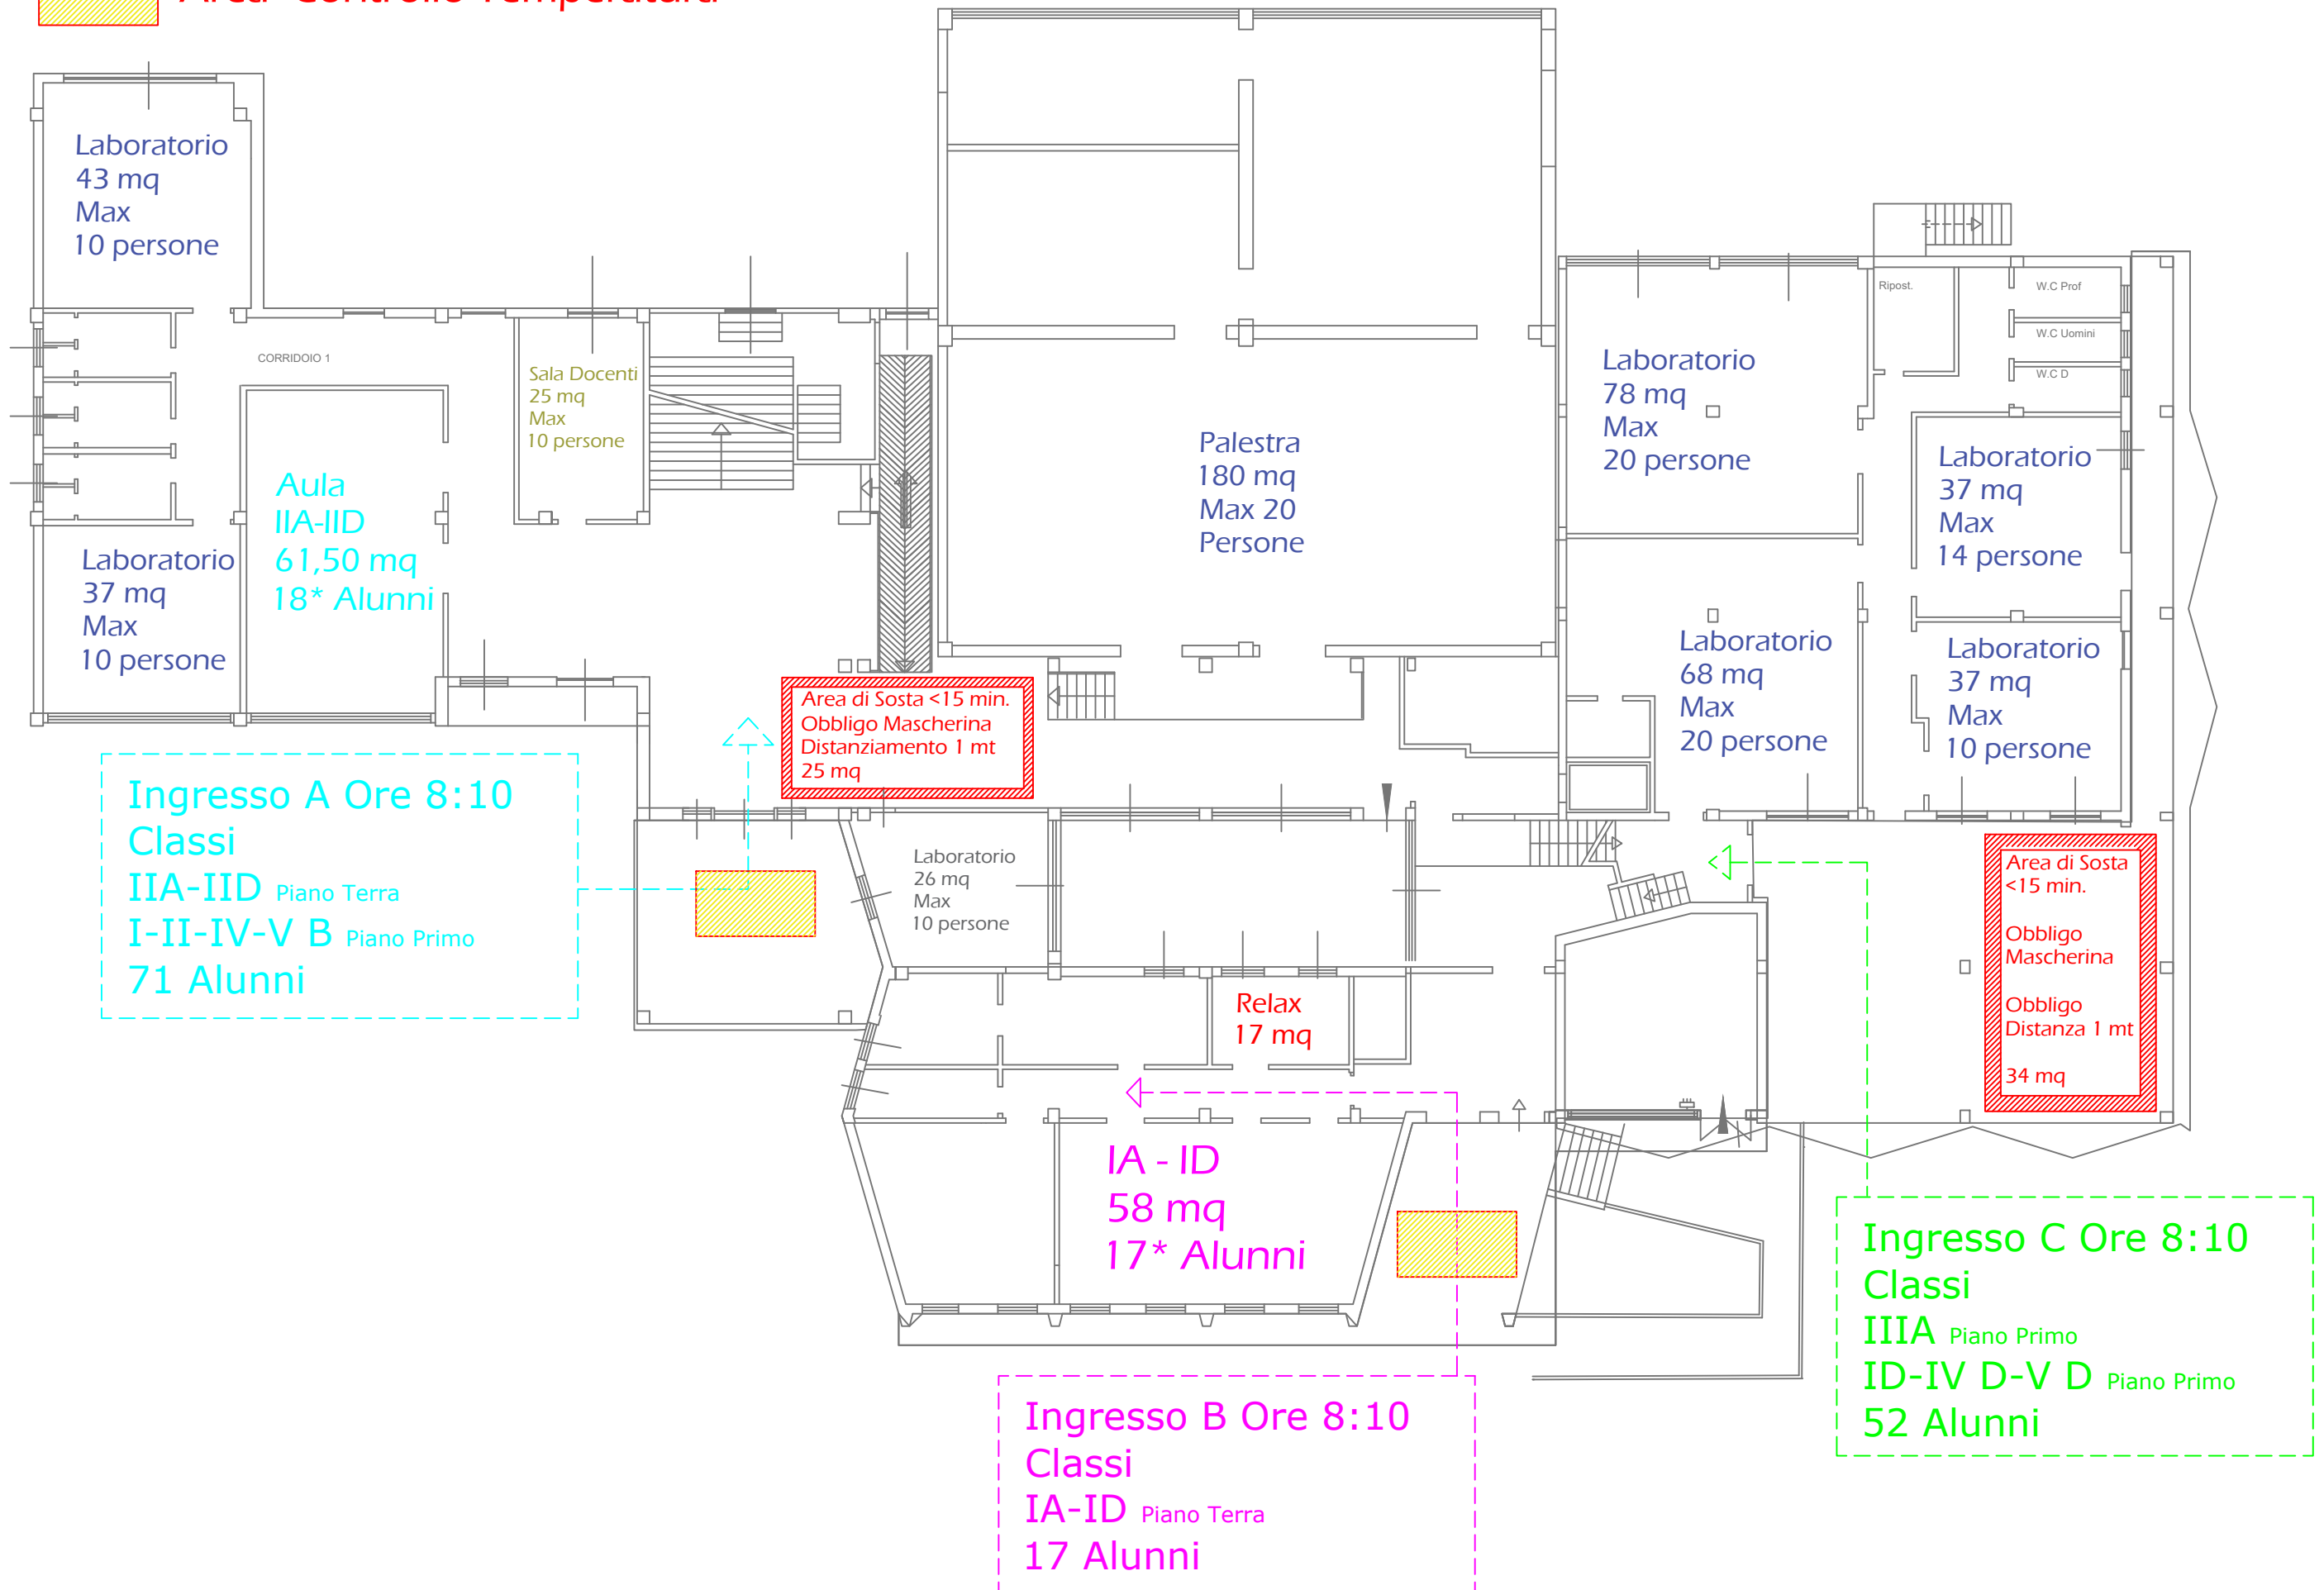 Area Controllo Temperatura
Laboratorio
43 mq
Max
10 persone
CORRIDOIO 1
Sala Docenti
25 mq
Max
10 persone
Aula
IIA-IID
61,50 mq
18* Alunni
Laboratorio
37 mq
Max
10 persone
Palestra
180 mq
Max 20
Persone
Ripost.
W.C Prof
W.C Uomini
W.C D
Laboratorio
78 mq
Max
20 persone
Laboratorio
37 mq
Max
14 persone
Laboratorio
68 mq
Max
20 persone
Laboratorio
37 mq
Max
10 persone
Area di Sosta <15 min.
Obbligo Mascherina
Distanziamento 1 mt
25 mq
Ingresso A Ore 8:10
Classi
IIA-IID Piano Terra
I-II-IV-V B Piano Primo
71 Alunni
Laboratorio
26 mq
Max
10 persone
Area di Sosta
<15 min.
Obbligo
Mascherina
Obbligo
Distanza 1 mt
34 mq
Relax
17 mq
IA - ID
58 mq
17* Alunni
Ingresso C Ore 8:10
Classi
IIIA Piano Primo
ID-IV D-V D Piano Primo
52 Alunni
Ingresso B Ore 8:10
Classi
IA-ID Piano Terra
17 Alunni